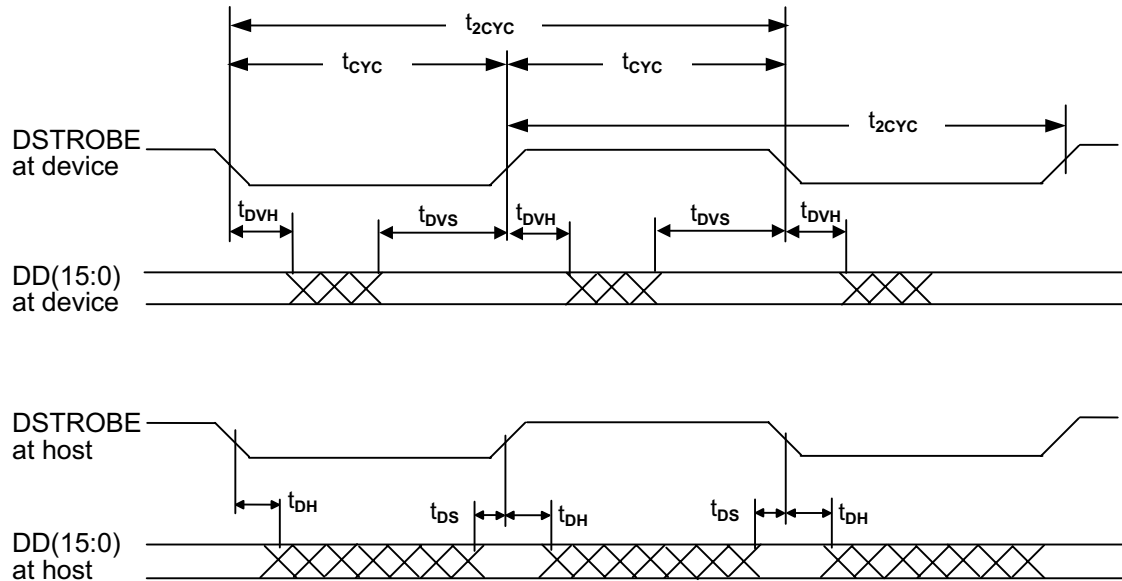 t2CYC
tCYC tCYC
t2CYC
DSTROBE
at device
tDVH tDVS tDVH tDVS tDVH
DD(15:0)
at device
DSTROBE
at host
tDH tDS tDH tDS tDH
DD(15:0)
at host